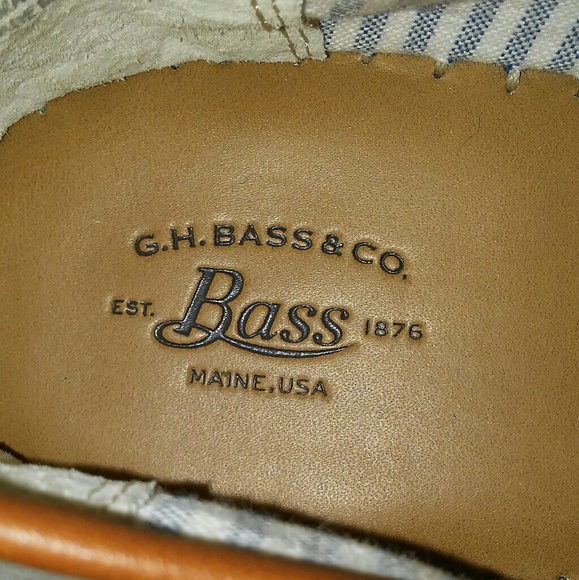 G.H. BASS & CO.
EST. Bass 1876
MAINE, USA